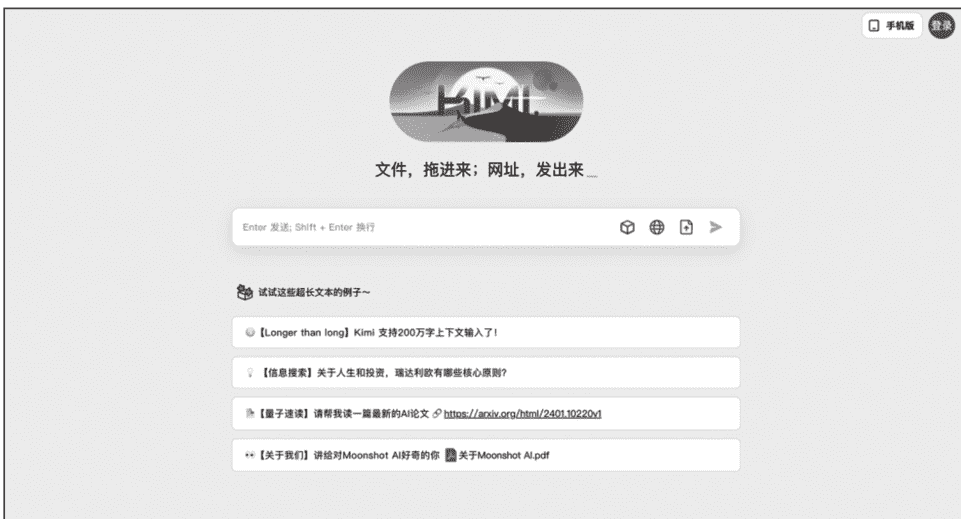 手机版
登录
KIMI.
文件，拖进来；网址，发出来
Enter 发送; Shift + Enter 换行
试试这些超长文本的例子～
【Longer than long】Kimi 支持200万字上下文输入了！
【信息搜索】关于人生和投资，瑞达利欧有哪些核心原则？
【量子速读】请帮我读一篇最新的AI论文 https://arxiv.org/html/2401.10220v1
【关于我们】讲给对Moonshot AI好奇的你 关于Moonshot AI.pdf